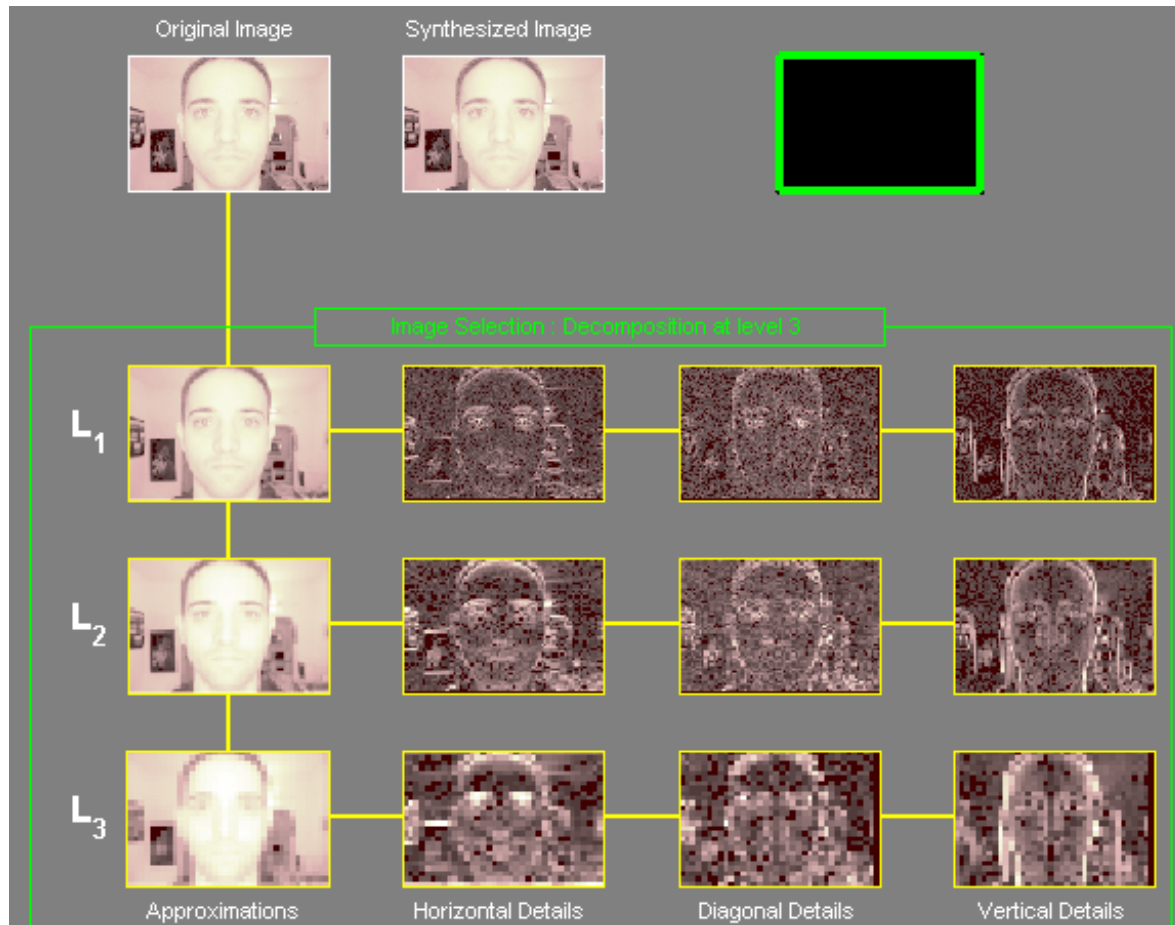 Original Image
Synthesized Image
Image Selection : Decomposition at level 3
L1
L2
L3
Approximations
Horizontal Details
Diagonal Details
Vertical Details